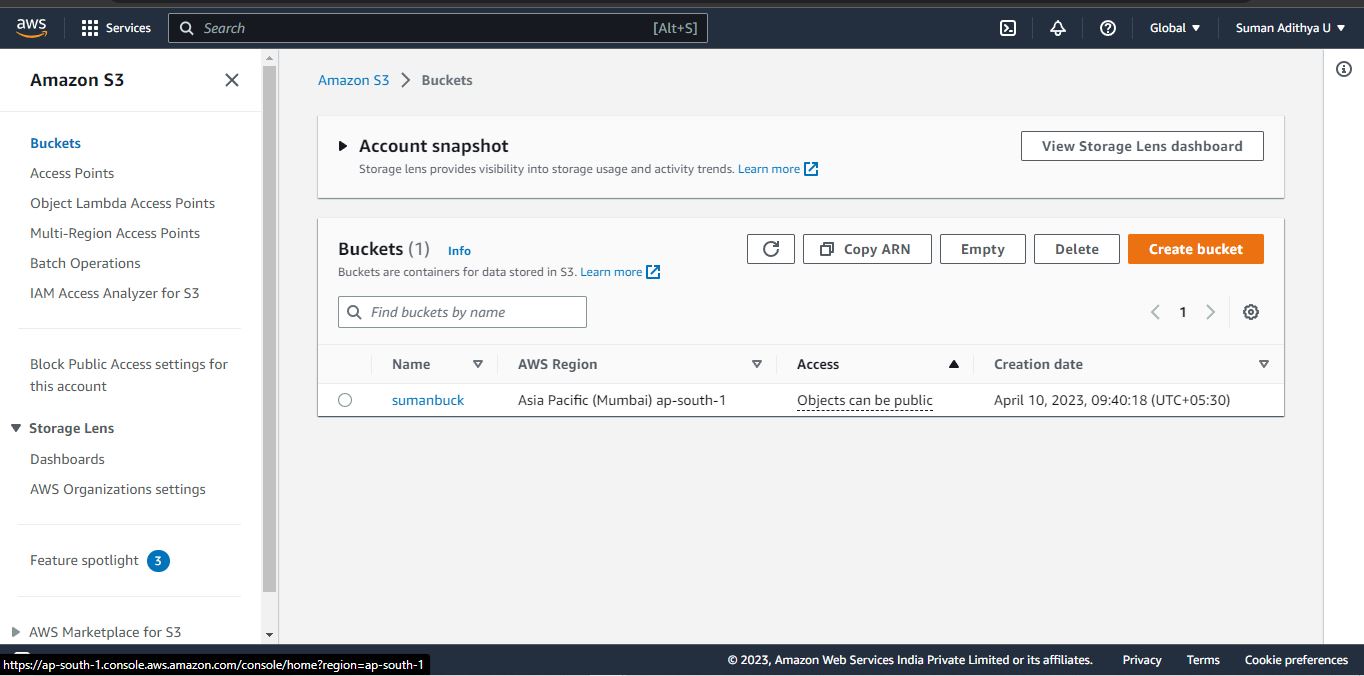 aws
Services
Search
[Alt+S]
Global
Suman Adithya U
Amazon S3
Buckets
Access Points
Object Lambda Access Points
Multi-Region Access Points
Batch Operations
IAM Access Analyzer for S3
Block Public Access settings for
this account
Storage Lens
Dashboards
AWS Organizations settings
Feature spotlight 3
AWS Marketplace for S3
Amazon S3 Buckets
Account snapshot
Storage lens provides visibility into storage usage and activity trends. Learn more
View Storage Lens dashboard
Buckets (1) Info
Buckets are containers for data stored in S3. Learn more
Copy ARN
Empty
Delete
Create bucket
Find buckets by name
1
Name AWS Region Access Creation date
sumanbuck Asia Pacific (Mumbai) ap-south-1 Objects can be public April 10, 2023, 09:40:18 (UTC+05:30)
https://ap-south-1.console.aws.amazon.com/console/home?region=ap-south-1
© 2023, Amazon Web Services India Private Limited or its affiliates. Privacy Terms Cookie preferences